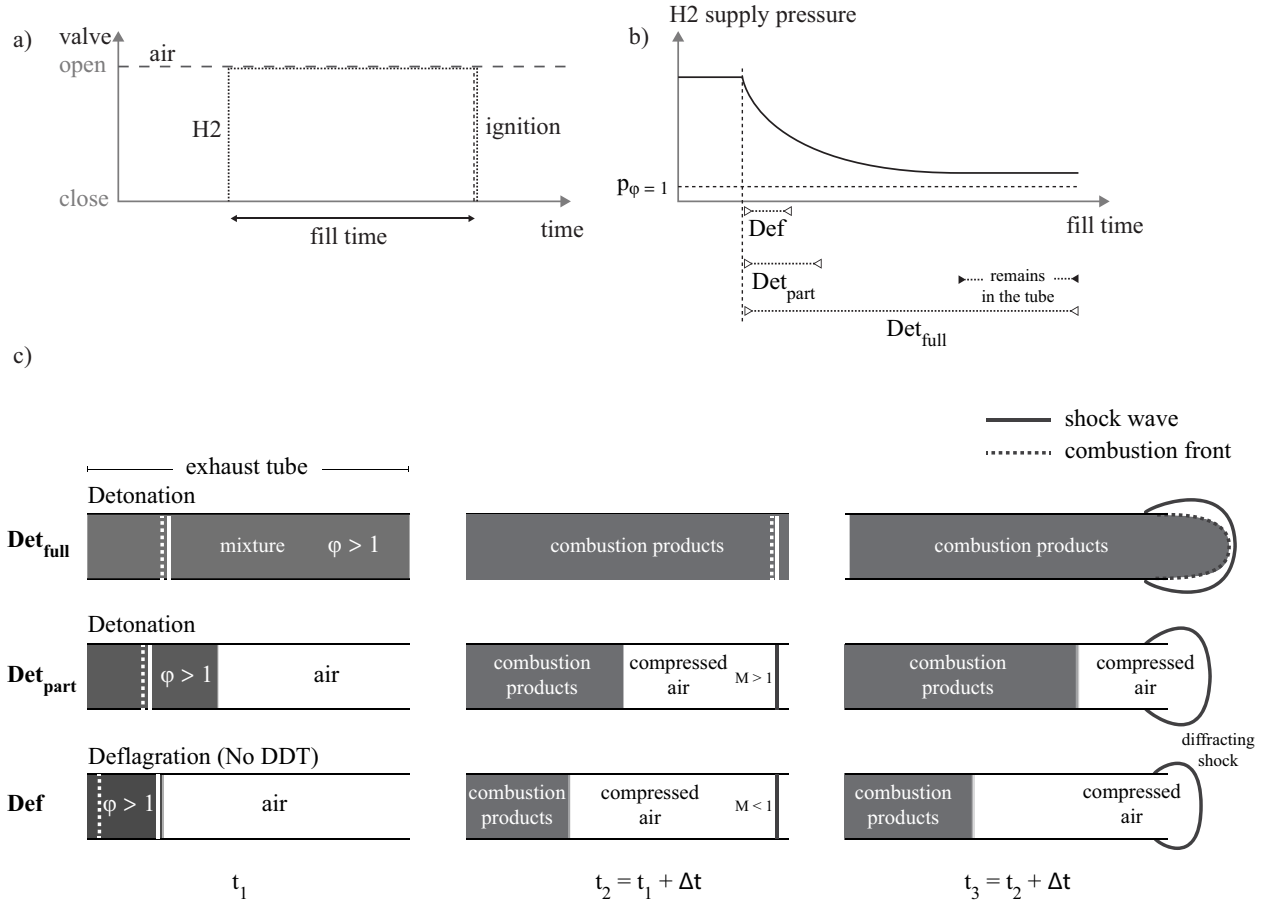 a)
valve
air
open
H2
ignition
close
fill time
time
b)
H2 supply pressure
pφ = 1
fill time
Def
Detpart
remains
in the tube
Detfull
c)
shock wave
combustion front
exhaust tube
Detonation
Detfull
mixture φ > 1
combustion products
combustion products
Detonation
Detpart
φ > 1
air
combustion
products
compressed
air
M > 1
combustion
products
compressed
air
diffracting
shock
Deflagration (No DDT)
Def
φ > 1
air
combustion
products
compressed
air
M < 1
combustion
products
compressed
air
t1
t2 = t1 + Δt
t3 = t2 + Δt